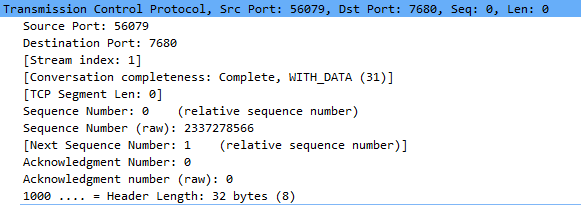 Transmission Control Protocol, Src Port: 56079, Dst Port: 7680, Seq: 0, Len: 0
Source Port: 56079
Destination Port: 7680
[Stream index: 1]
[Conversation completeness: Complete, WITH_DATA (31)]
[TCP Segment Len: 0]
Sequence Number: 0    (relative sequence number)
Sequence Number (raw): 2337278566
[Next Sequence Number: 1    (relative sequence number)]
Acknowledgment Number: 0
Acknowledgment number (raw): 0
1000 .... = Header Length: 32 bytes (8)